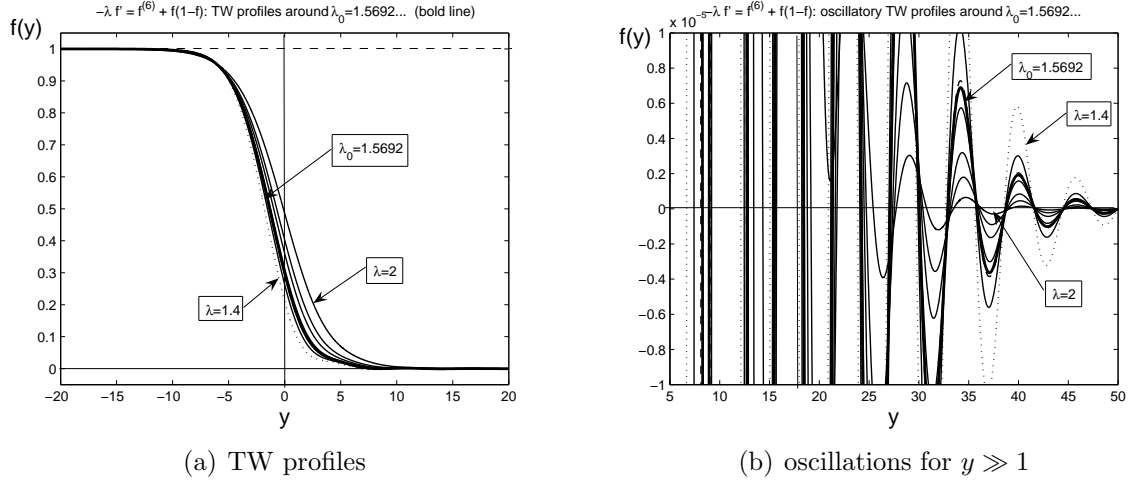 −λ f' = f⁽⁶⁾ + f(1−f): TW profiles around λ₀=1.5692... (bold line)
f(y)
1
0.9
0.8
0.7
0.6
0.5
0.4
0.3
0.2
0.1
0
λ₀=1.5692
λ=2
λ=1.4
−20 −15 −10 −5 0 5 10 15 20
y
(a) TW profiles
x 10⁻⁵
−λ f' = f⁽⁶⁾ + f(1−f): oscillatory TW profiles around λ₀=1.5692...
f(y)
1
0.8
0.6
0.4
0.2
0
−0.2
−0.4
−0.6
−0.8
−1
λ₀=1.5692
λ=1.4
λ=2
5 10 15 20 25 30 35 40 45 50
y
(b) oscillations for y ≫ 1